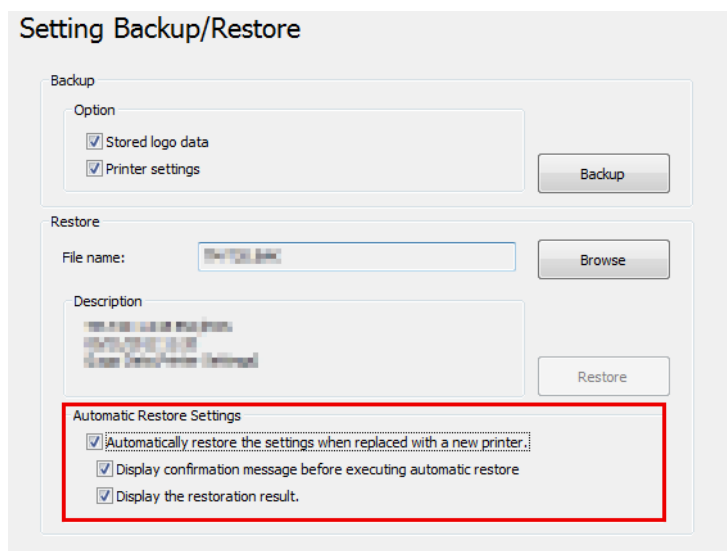 Setting Backup/Restore
Backup
Option
Stored logo data
Printer settings
Backup
Restore
File name:
Browse
Description
Restore
Automatic Restore Settings
Automatically restore the settings when replaced with a new printer.
Display confirmation message before executing automatic restore
Display the restoration result.